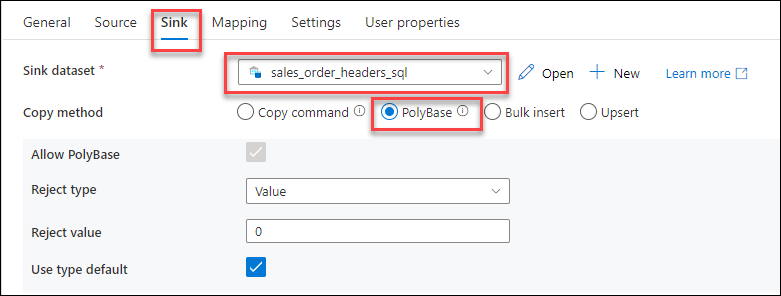 General Source Sink Mapping Settings User properties
Sink dataset * sales_order_headers_sql Open New Learn more
Copy method Copy command PolyBase Bulk insert Upsert
Allow PolyBase
Reject type Value
Reject value 0
Use type default